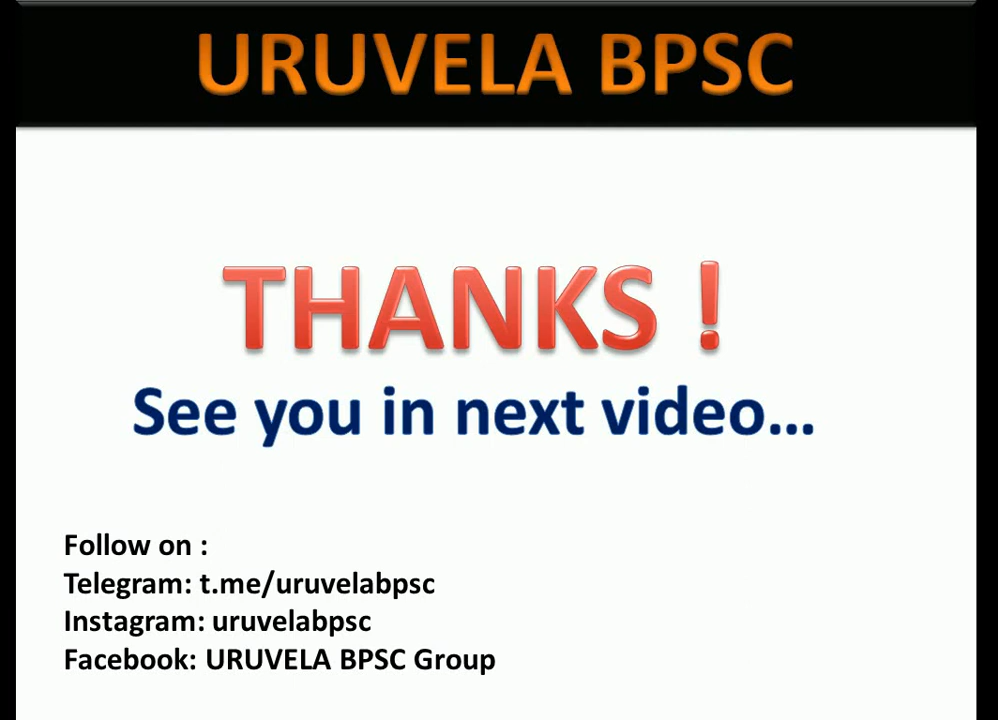 URUVELA BPSC
THANKS !
See you in next video...
Follow on :
Telegram: t.me/uruvelabpsc
Instagram: uruvelabpsc
Facebook: URUVELA BPSC Group